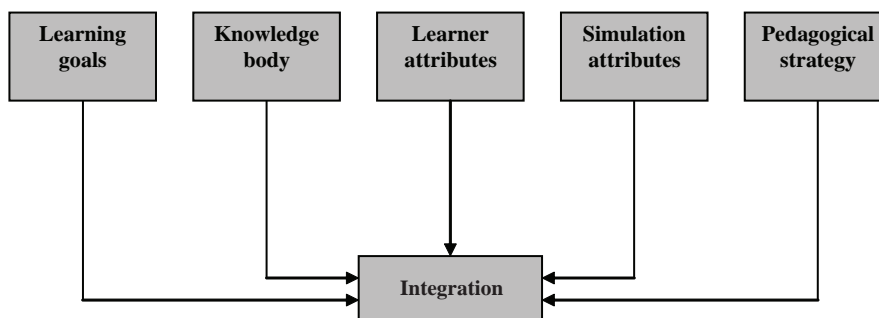 Learning
goals
Knowledge
body
Learner
attributes
Simulation
attributes
Pedagogical
strategy
Integration